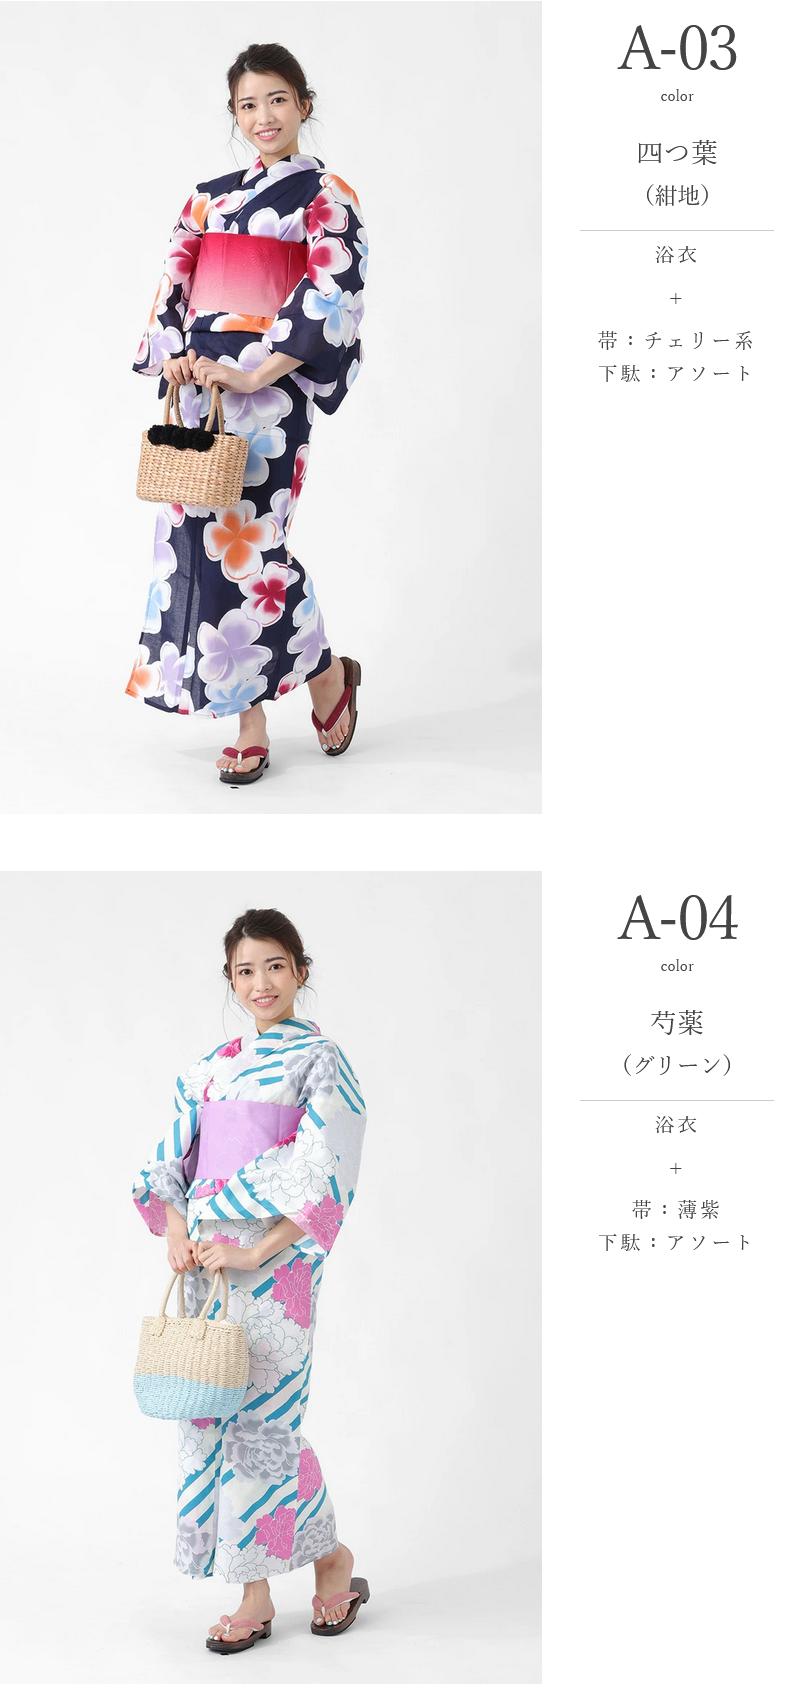 A-03
color
四つ葉
（紺地）
浴衣
+
帯：チェリー系
下駄：アソート
A-04
color
芍薬
（グリーン）
浴衣
+
帯：薄紫
下駄：アソート